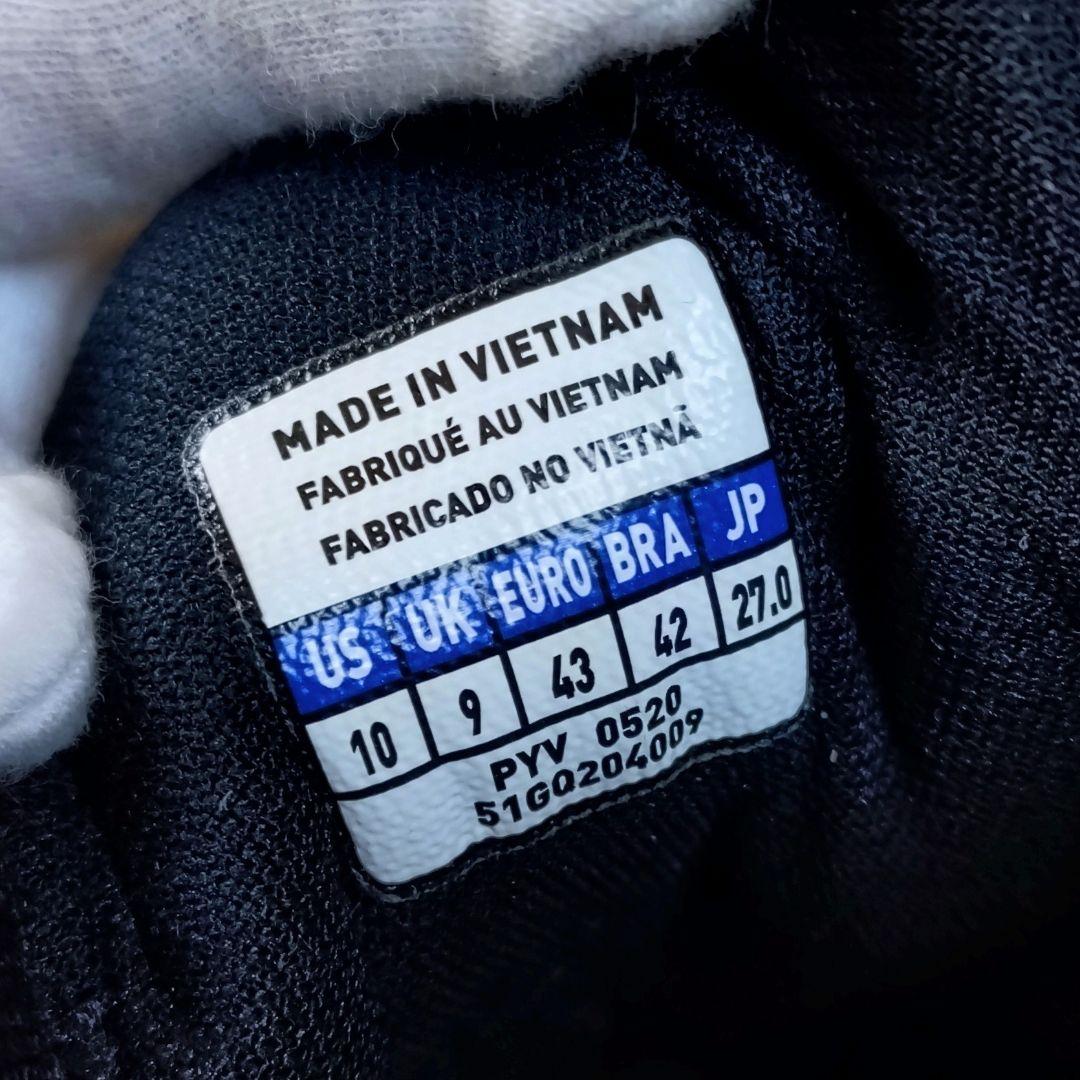 MADE IN VIETNAM
FABRIQUÉ AU VIETNAM
FABRICADO NO VIETNÃ
US UK EURO BRA JP
10 9 43 42 27.0
PYV 0520
51GQ204009